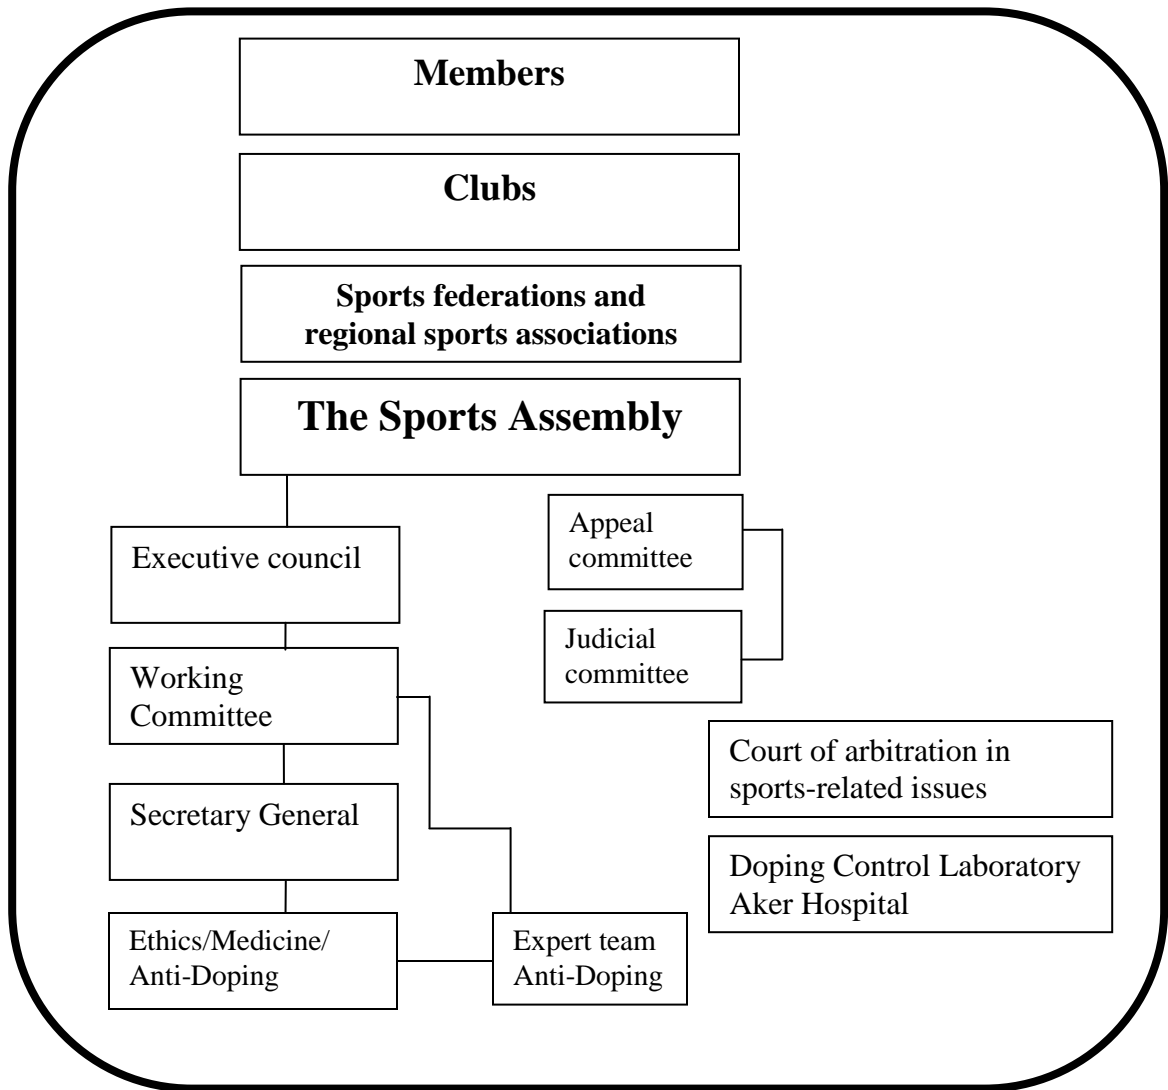 Members
Clubs
Sports federations and
regional sports associations
The Sports Assembly
Executive council
Appeal
committee
Judicial
committee
Working
Committee
Secretary General
Court of arbitration in
sports-related issues
Doping Control Laboratory
Aker Hospital
Ethics/Medicine/
Anti-Doping
Expert team
Anti-Doping